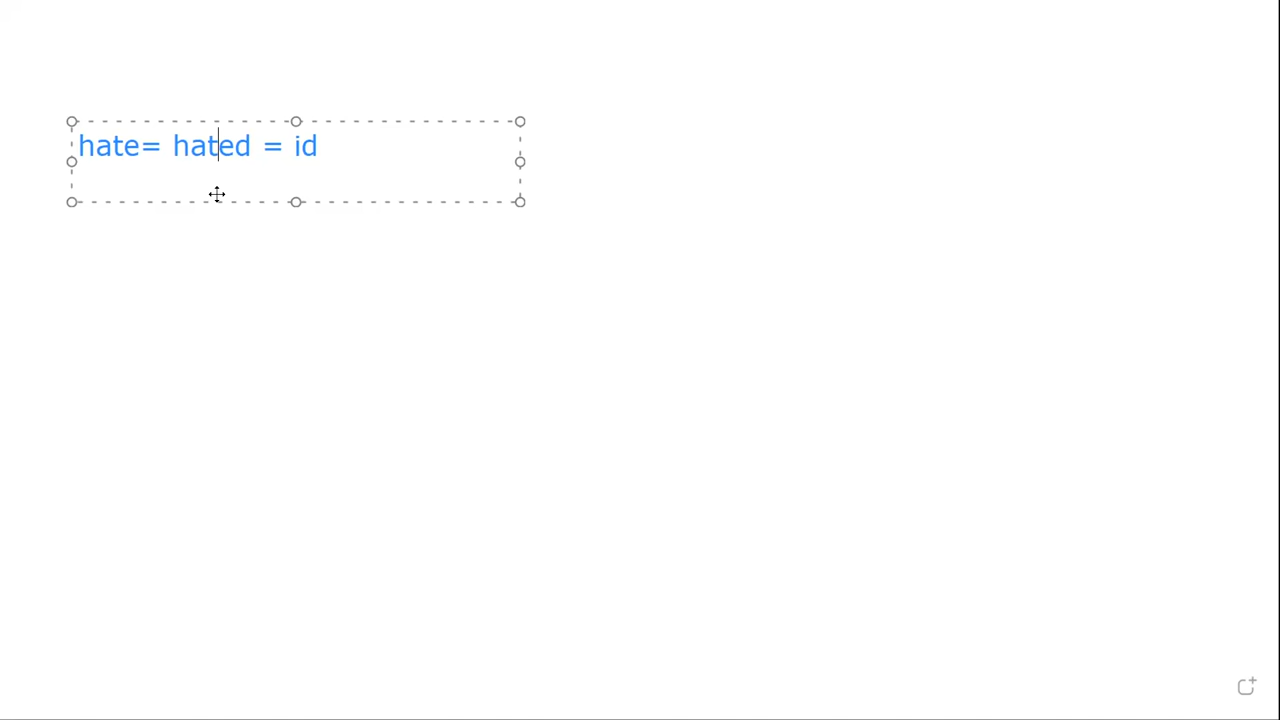 hate= hated = id